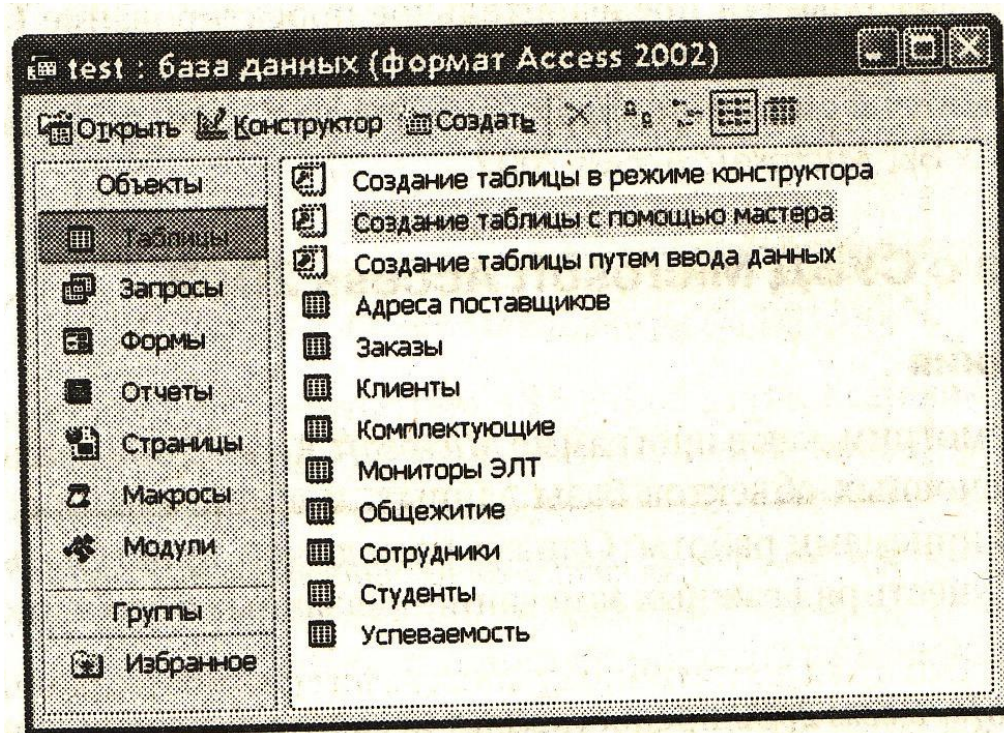 test : база данных (формат Access 2002)
Открыть Конструктор Создать
Объекты
Таблицы
Запросы
Формы
Отчеты
Страницы
Макросы
Модули
Группы
Избранное
Создание таблицы в режиме конструктора
Создание таблицы с помощью мастера
Создание таблицы путем ввода данных
Адреса поставщиков
Заказы
Клиенты
Комплектующие
Мониторы ЭЛТ
Общежитие
Сотрудники
Студенты
Успеваемость